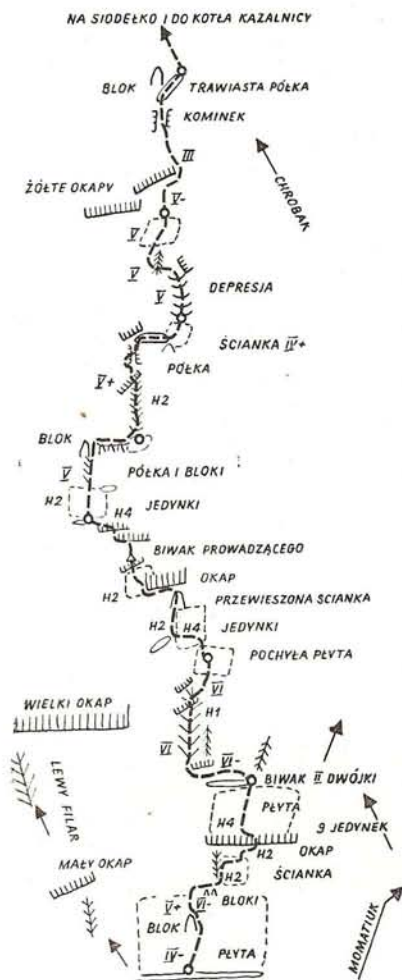 NA SIODEŁKO I DO KOTŁA KAZALNICY
BLOK
TRAWIASTA PÓŁKA
KOMINEK
III
CHROBAK
ŻÓŁTE OKAPY
V-
V
V
V
DEPRESJA
ŚCIANKA IV+
PÓŁKA
V+
H2
BLOK
V
PÓŁKA I BLOKI
H2
JEDYNKI
H4
BIWAK PROWADZĄCEGO
H2
OKAP
PRZEWIESZONA ŚCIANKA
H2
H4
JEDYNKI
POCHYŁA PŁYTA
VI
H1
WIELKI OKAP
VI
VI-
BIWAK II DWÓJKI
LEWY FILAR
PŁYTA
H4
9 JEDYNEK
OKAP
H2
MAŁY OKAP
ŚCIANKA
H2
VI-
BLOKI
V+
BLOK
MOMATIUK
IV-
PŁYTA